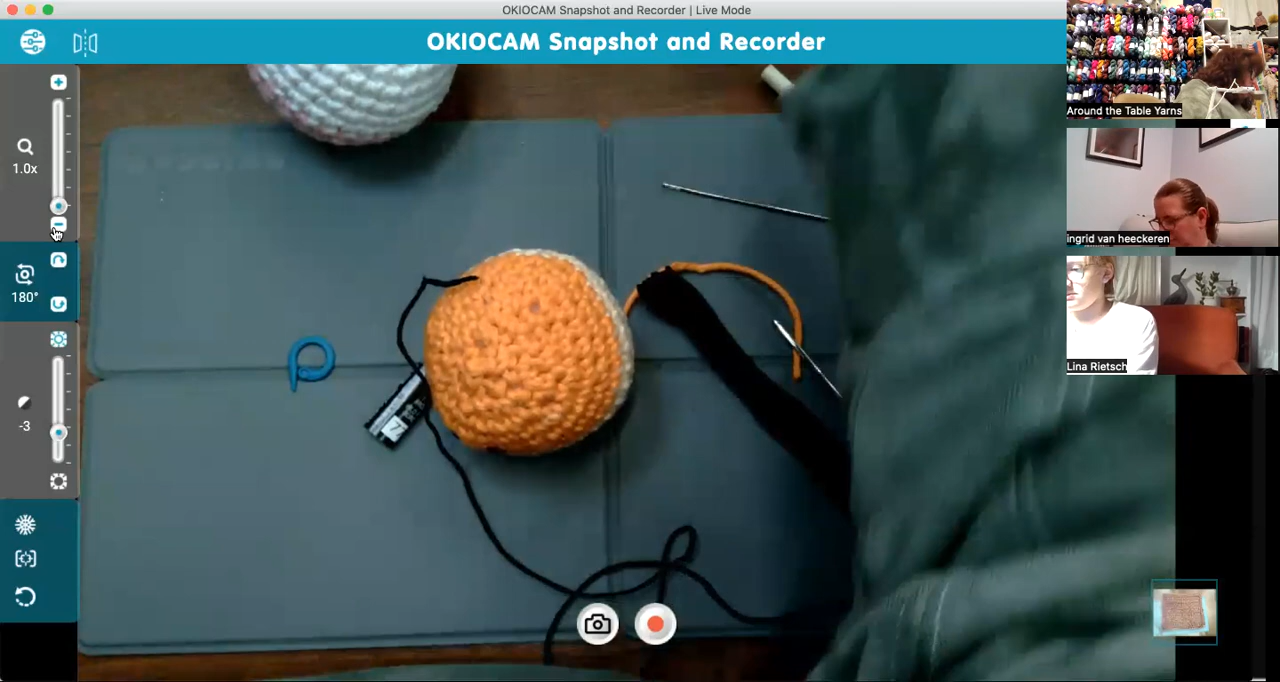 OKIOCAM Snapshot and Recorder | Live Mode
OKIOCAM Snapshot and Recorder
1.0x
180°
-3
7
Around the Table Yarns
ingrid van heeckeren
Lina Rietsch